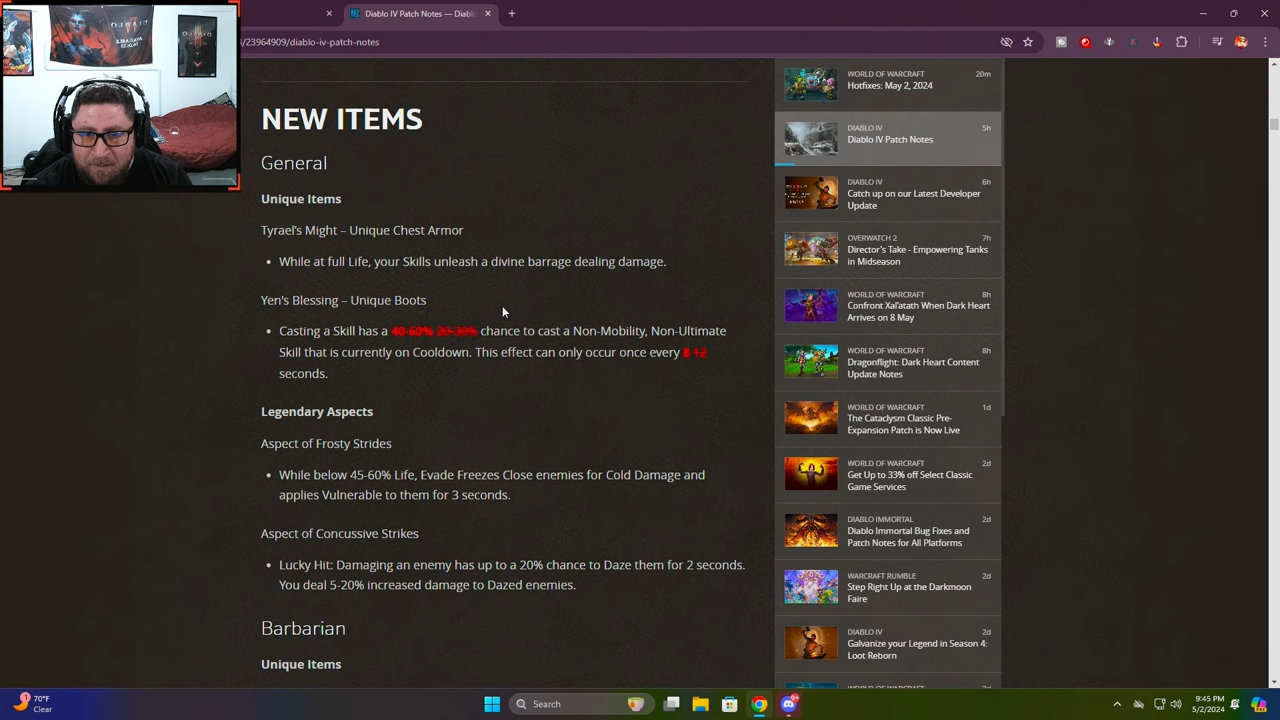 Diablo IV Patch Notes — Diablo
4/23964909/diablo-iv-patch-notes
DIABLO
NEW ITEMS
General
Unique Items
Tyrael's Might – Unique Chest Armor
• While at full Life, your Skills unleash a divine barrage dealing damage.
Yen's Blessing – Unique Boots
• Casting a Skill has a 40-60% 20-30% chance to cast a Non-Mobility, Non-Ultimate
Skill that is currently on Cooldown. This effect can only occur once every 8 12
seconds.
Legendary Aspects
Aspect of Frosty Strides
• While below 45-60% Life, Evade Freezes Close enemies for Cold Damage and
applies Vulnerable to them for 3 seconds.
Aspect of Concussive Strikes
• Lucky Hit: Damaging an enemy has up to a 20% chance to Daze them for 2 seconds.
You deal 5-20% increased damage to Dazed enemies.
Barbarian
Unique Items
WORLD OF WARCRAFT 20m
Hotfixes: May 2, 2024
DIABLO IV 5h
Diablo IV Patch Notes
DIABLO IV 6h
Catch up on our Latest Developer
Update
OVERWATCH 2 7h
Director's Take - Empowering Tanks
in Midseason
WORLD OF WARCRAFT 8h
Confront Xal'atath When Dark Heart
Arrives on 8 May
WORLD OF WARCRAFT 8h
Dragonflight: Dark Heart Content
Update Notes
WORLD OF WARCRAFT 1d
The Cataclysm Classic Pre-
Expansion Patch is Now Live
WORLD OF WARCRAFT 2d
Get Up to 33% off Select Classic
Game Services
DIABLO IMMORTAL 2d
Diablo Immortal Bug Fixes and
Patch Notes for All Platforms
WARCRAFT RUMBLE 2d
Step Right Up at the Darkmoon
Faire
DIABLO IV 2d
Galvanize your Legend in Season 4:
Loot Reborn
70°F
Clear
Search
9:45 PM
5/2/2024